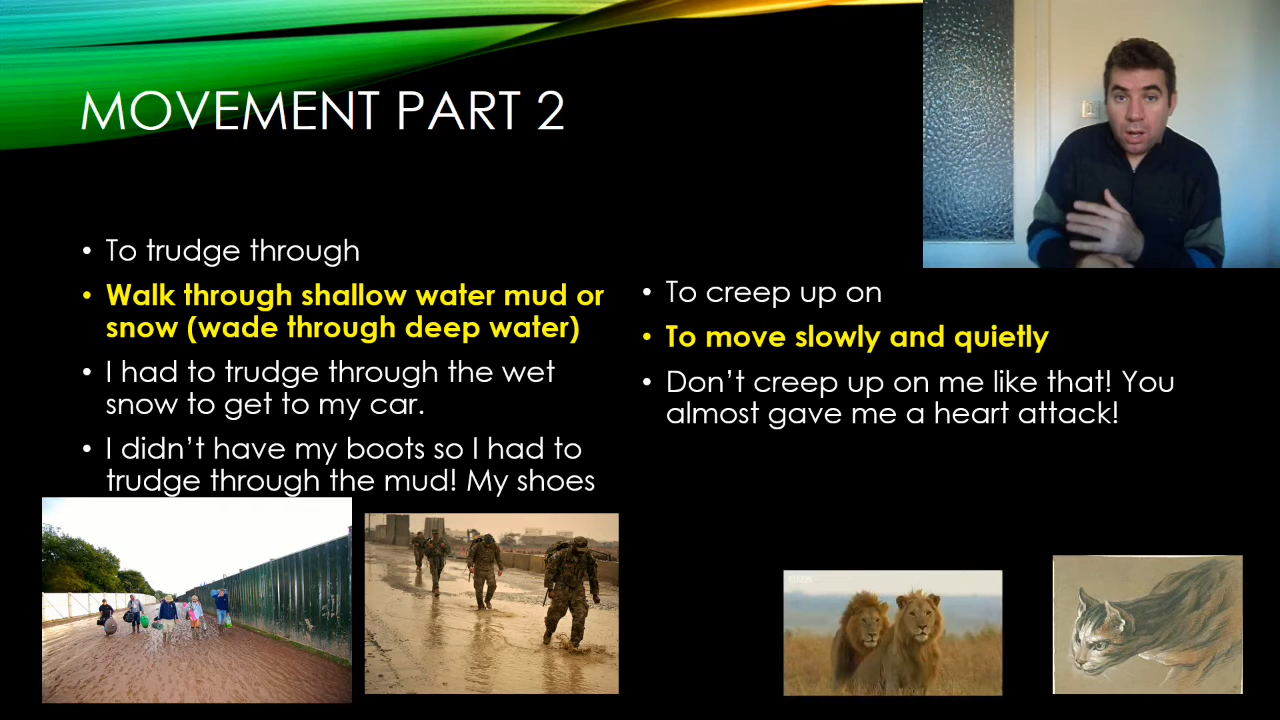 MOVEMENT PART 2
• To trudge through
• Walk through shallow water mud or
snow (wade through deep water)
• I had to trudge through the wet
snow to get to my car.
• I didn’t have my boots so I had to
trudge through the mud! My shoes
• To creep up on
• To move slowly and quietly
• Don’t creep up on me like that! You
almost gave me a heart attack!